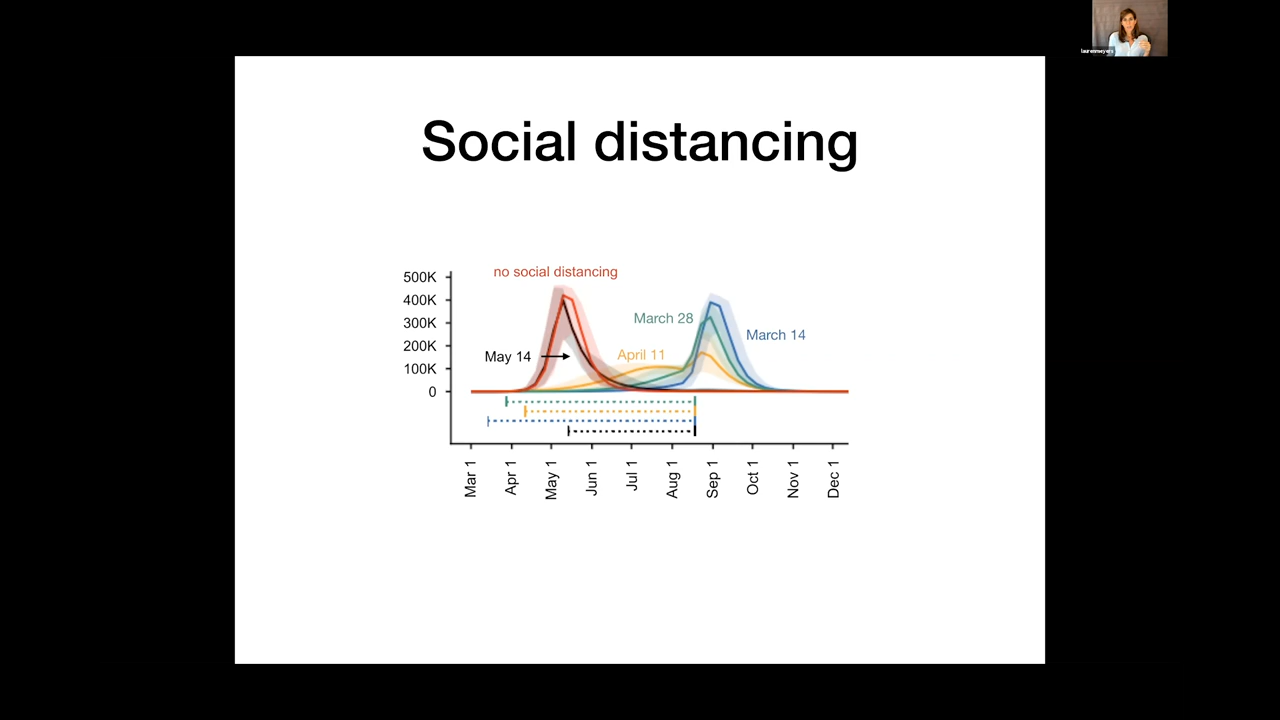 laurenmeyers
Social distancing
no social distancing
500K
400K
300K
200K
100K
0
March 28
March 14
May 14
April 11
Mar 1
Apr 1
May 1
Jun 1
Jul 1
Aug 1
Sep 1
Oct 1
Nov 1
Dec 1